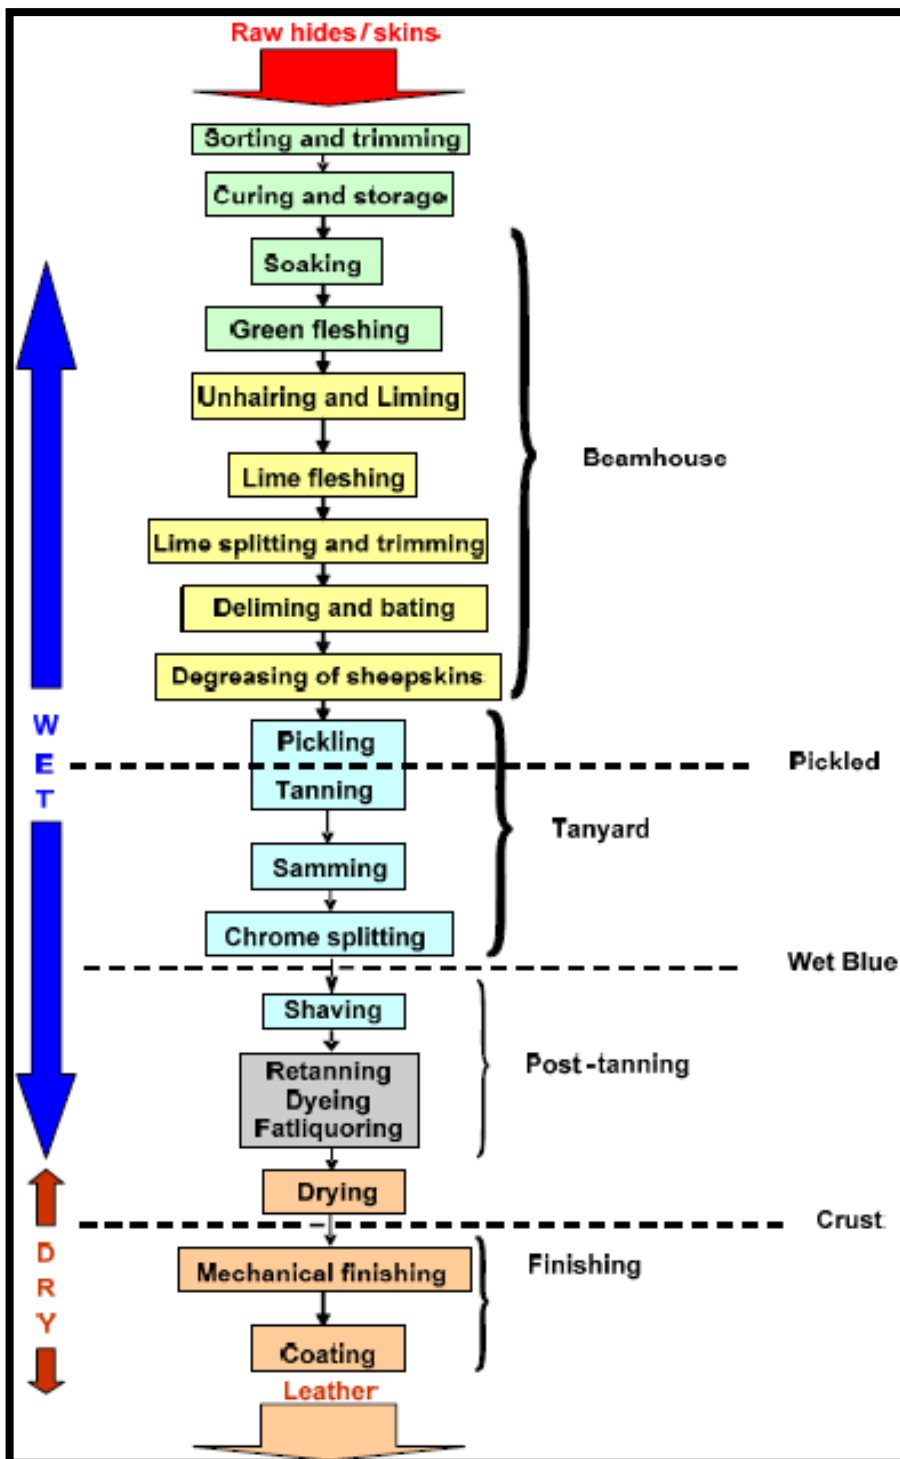 Raw hides / skins
Sorting and trimming
Curing and storage
Soaking
Green fleshing
Unhairing and Liming
Beamhouse
Lime fleshing
Lime splitting and trimming
Deliming and bating
Degreasing of sheepskins
WET
Pickling
Pickled
Tanning
Tanyard
Samming
Chrome splitting
Wet Blue
Shaving
Post-tanning
Retanning
Dyeing
Fatliquoring
Drying
Crust
DRY
Mechanical finishing
Finishing
Coating
Leather